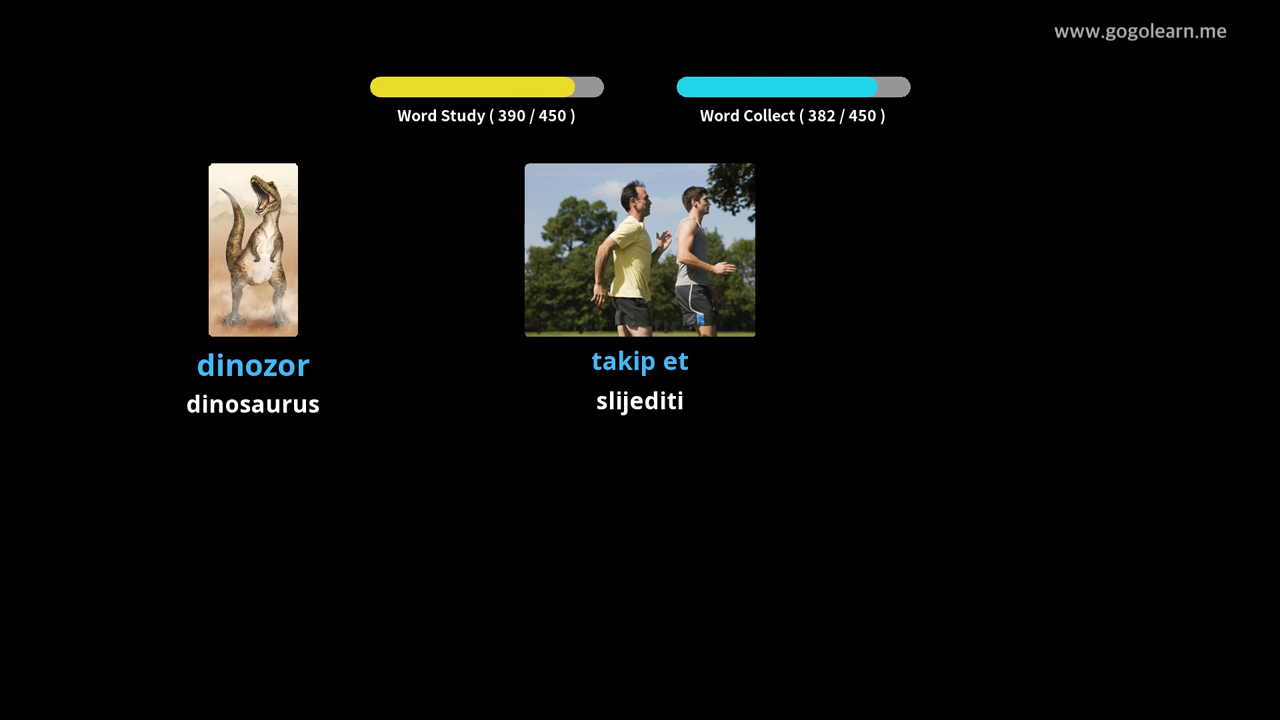 www.gogolearn.me
Word Study ( 390 / 450 )
Word Collect ( 382 / 450 )
dinozor
dinosaurus
takip et
slijediti